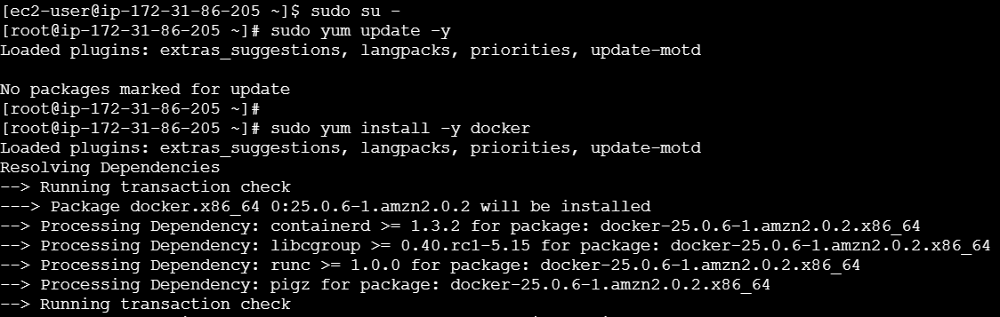 [ec2-user@ip-172-31-86-205 ~]$ sudo su -
[root@ip-172-31-86-205 ~]# sudo yum update -y
Loaded plugins: extras_suggestions, langpacks, priorities, update-motd
No packages marked for update
[root@ip-172-31-86-205 ~]#
[root@ip-172-31-86-205 ~]# sudo yum install -y docker
Loaded plugins: extras_suggestions, langpacks, priorities, update-motd
Resolving Dependencies
--> Running transaction check
---> Package docker.x86_64 0:25.0.6-1.amzn2.0.2 will be installed
--> Processing Dependency: containerd >= 1.3.2 for package: docker-25.0.6-1.amzn2.0.2.x86_64
--> Processing Dependency: libcgroup >= 0.40.rc1-5.15 for package: docker-25.0.6-1.amzn2.0.2.x86_64
--> Processing Dependency: runc >= 1.0.0 for package: docker-25.0.6-1.amzn2.0.2.x86_64
--> Processing Dependency: pigz for package: docker-25.0.6-1.amzn2.0.2.x86_64
--> Running transaction check